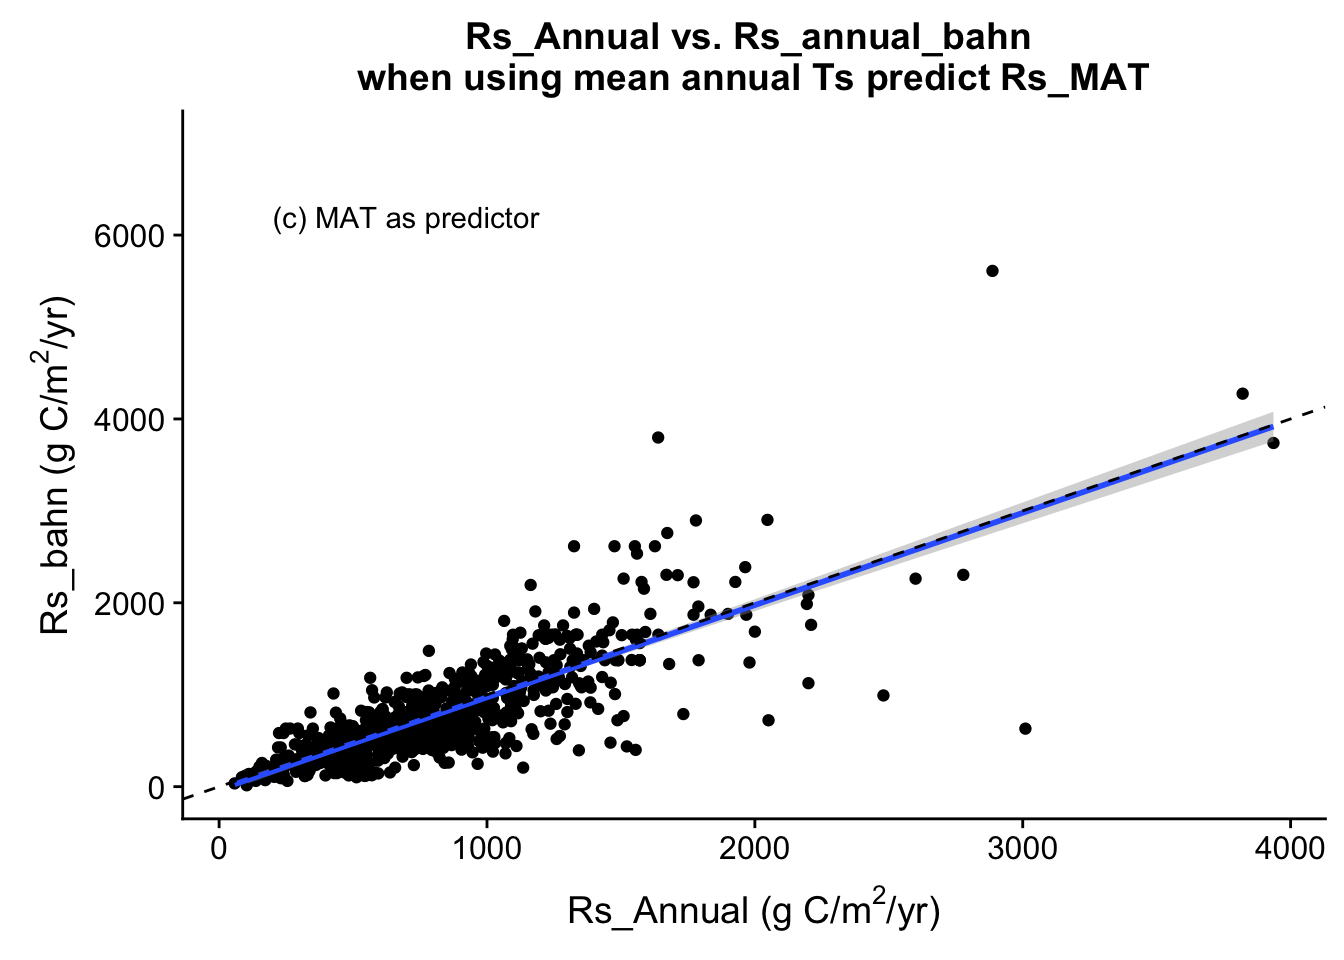 Rs_Annual vs. Rs_annual_bahn
when using mean annual Ts predict Rs_MAT
(c) MAT as predictor
Rs_bahn (g C/m²/yr)
6000
4000
2000
0
0 1000 2000 3000 4000
Rs_Annual (g C/m²/yr)